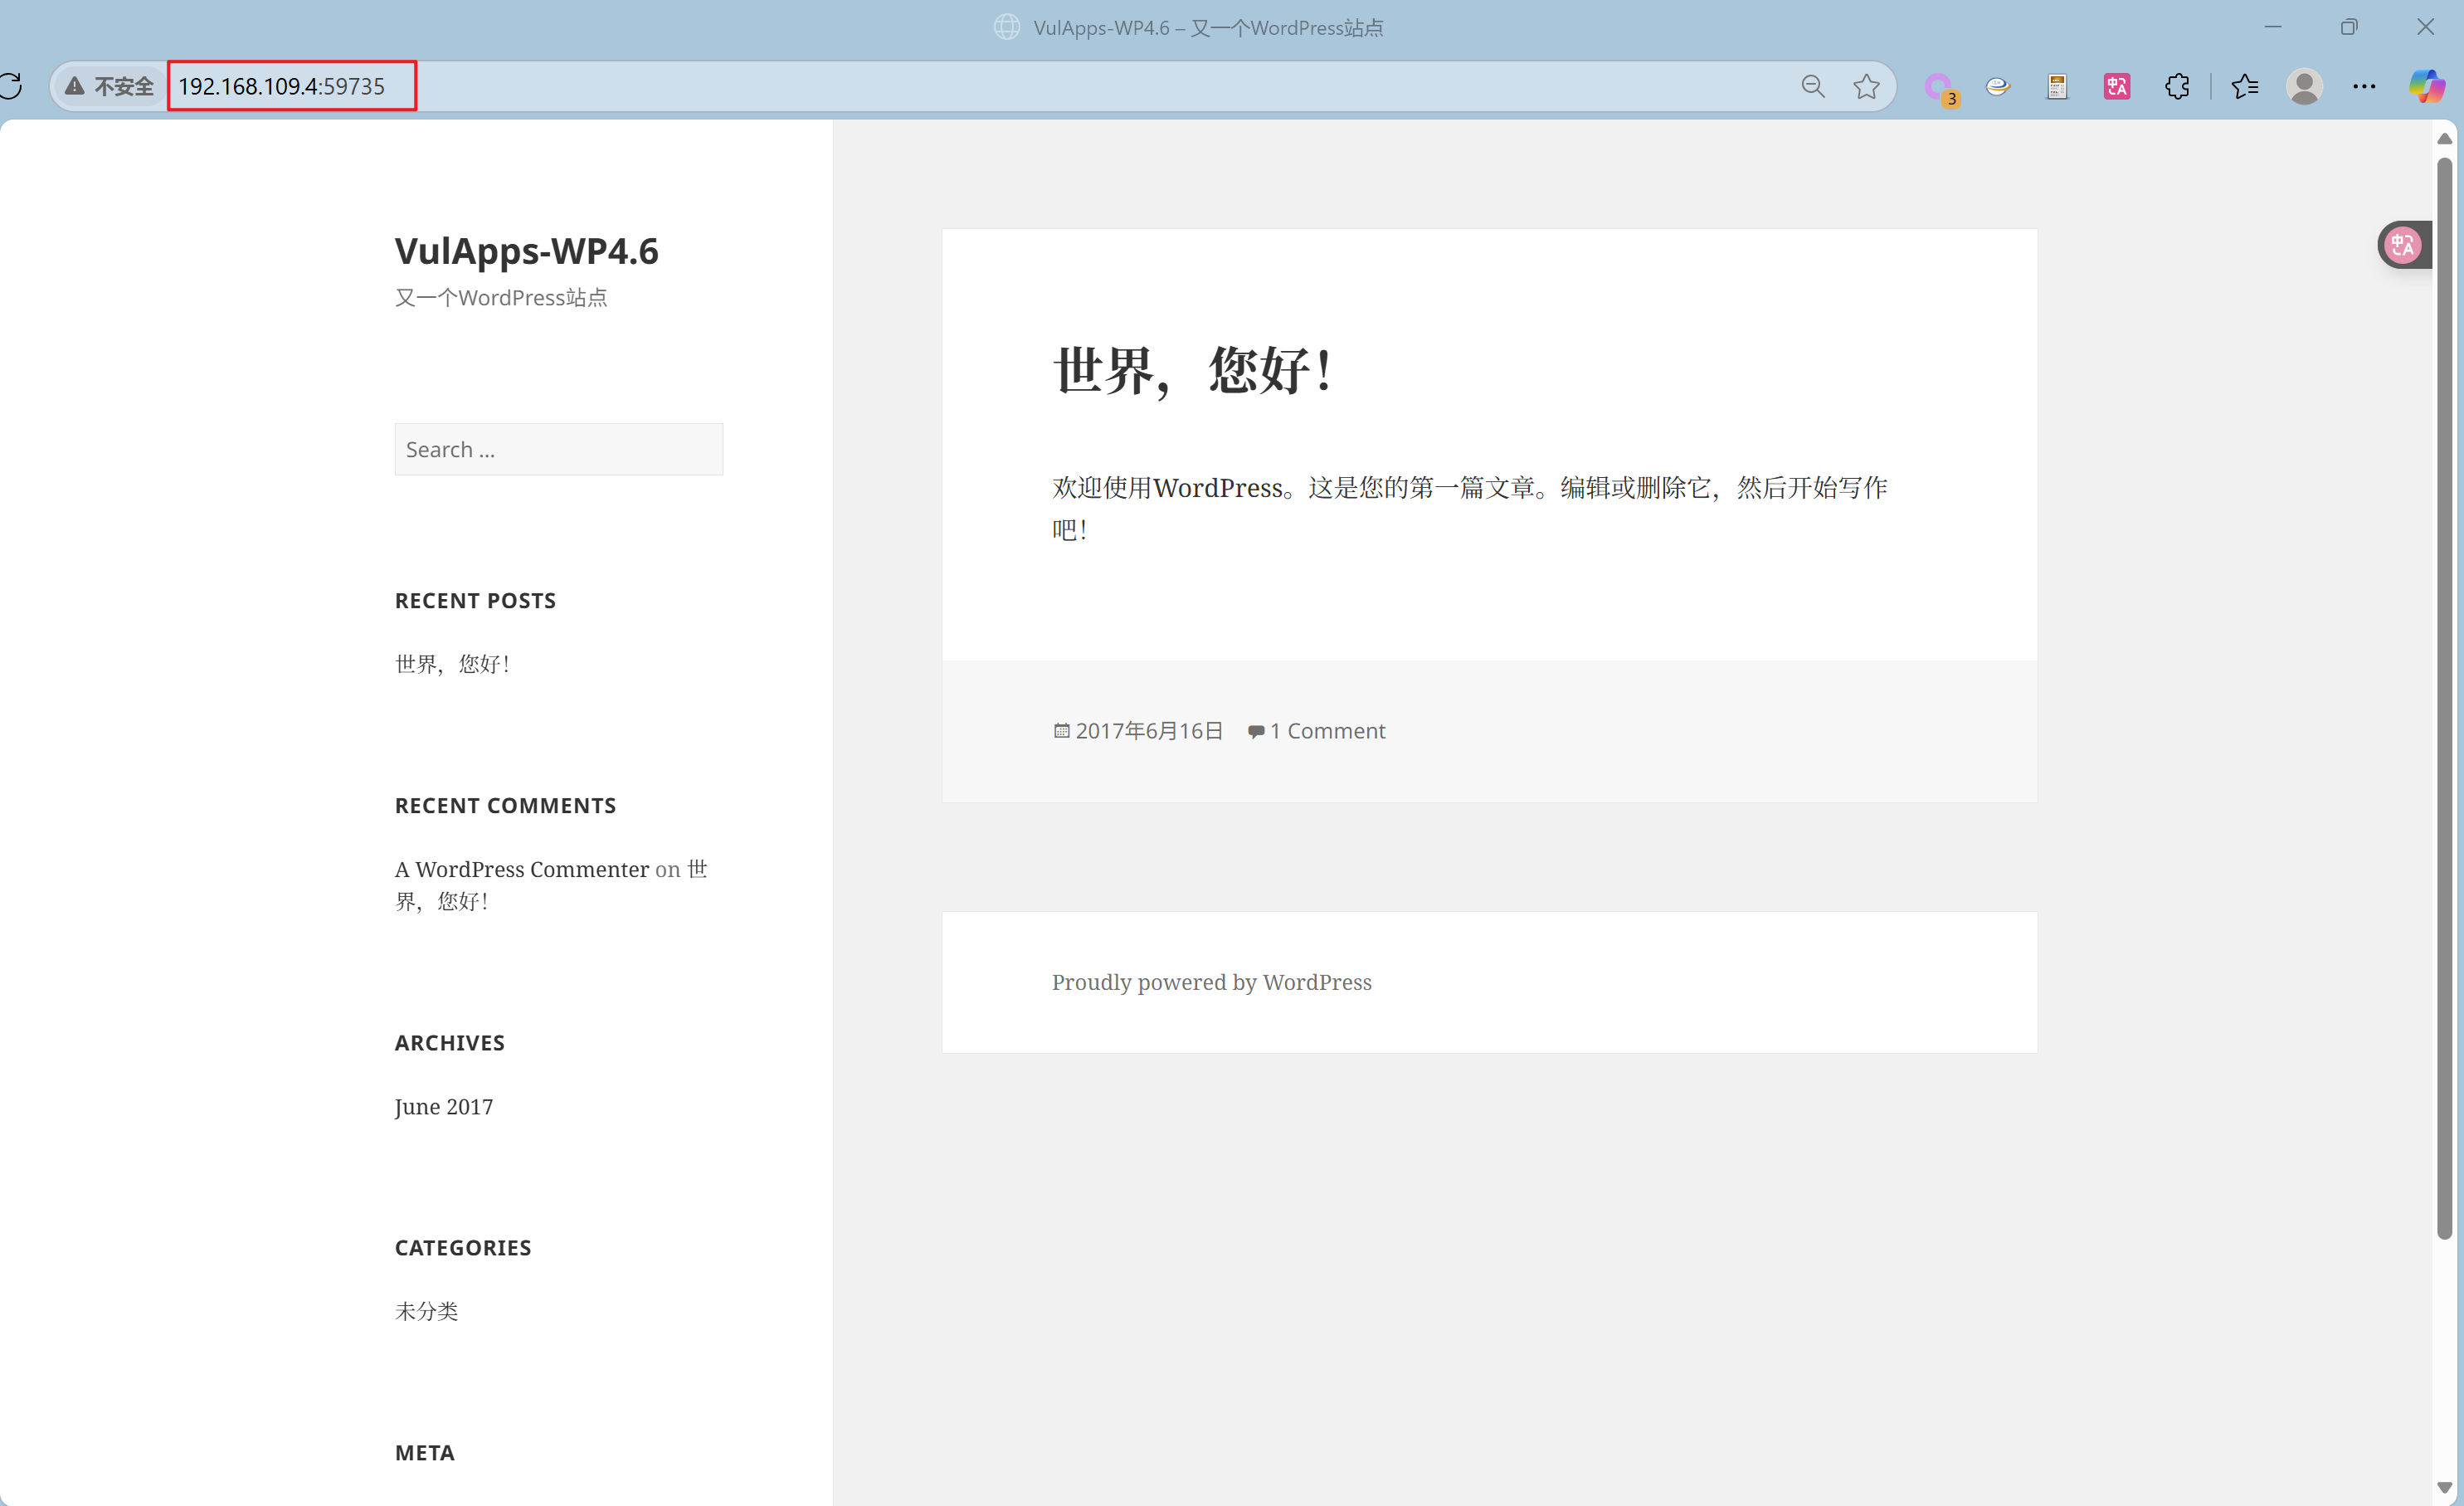 VulApps-WP4.6 – 又一个WordPress站点
不安全
192.168.109.4:59735
3
VulApps-WP4.6
又一个WordPress站点
Search ...
RECENT POSTS
世界，您好！
RECENT COMMENTS
A WordPress Commenter on 世
界，您好！
ARCHIVES
June 2017
CATEGORIES
未分类
META
世界，您好！
欢迎使用WordPress。这是您的第一篇文章。编辑或删除它，然后开始写作
吧！
2017年6月16日
1 Comment
Proudly powered by WordPress